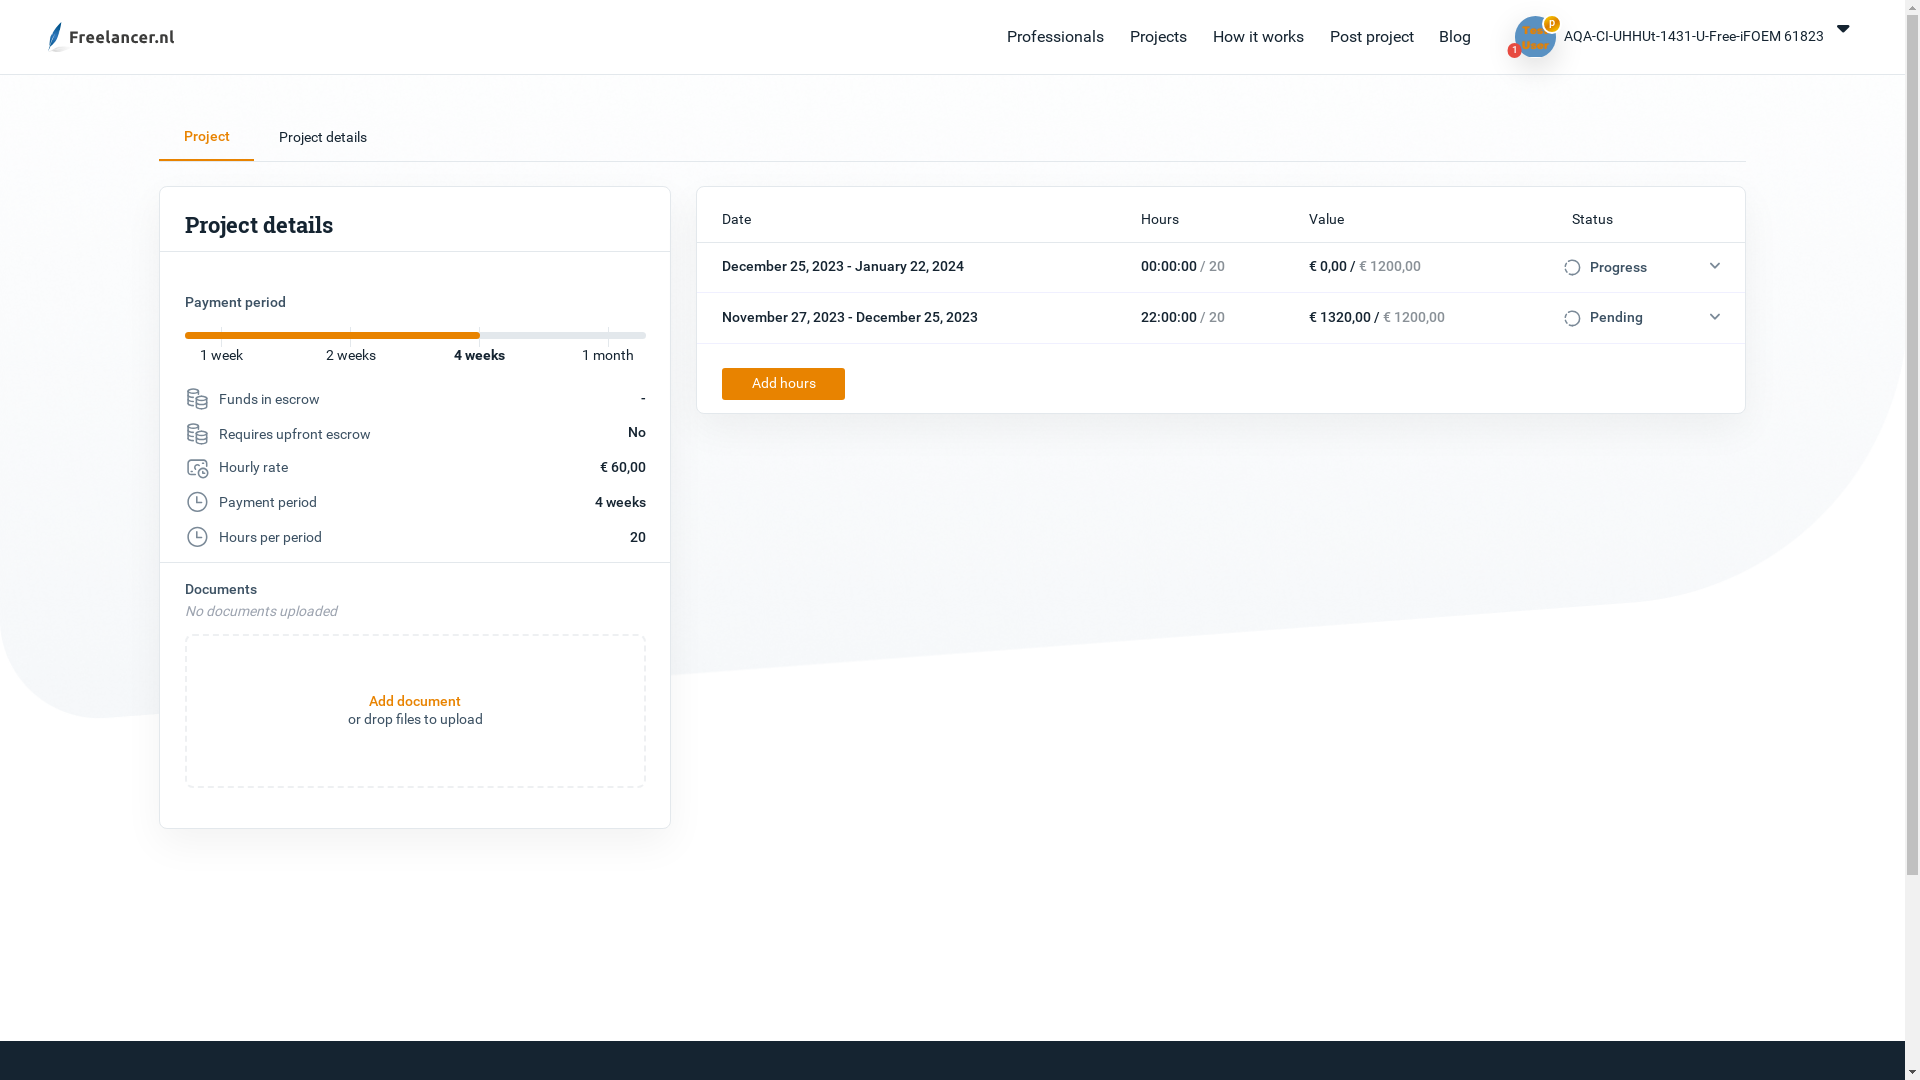 Freelancer.nl
Professionals
Projects
How it works
Post project
Blog
p
1
AQA-CI-UHHUt-1431-U-Free-iFOEM 61823
Project
Project details
Project details
Payment period
1 week
2 weeks
4 weeks
1 month
Funds in escrow -
Requires upfront escrow No
Hourly rate € 60,00
Payment period 4 weeks
Hours per period 20
Documents
No documents uploaded
Add document
or drop files to upload
Date Hours Value Status
December 25, 2023 - January 22, 2024 00:00:00 / 20 € 0,00 / € 1200,00 Progress
November 27, 2023 - December 25, 2023 22:00:00 / 20 € 1320,00 / € 1200,00 Pending
Add hours